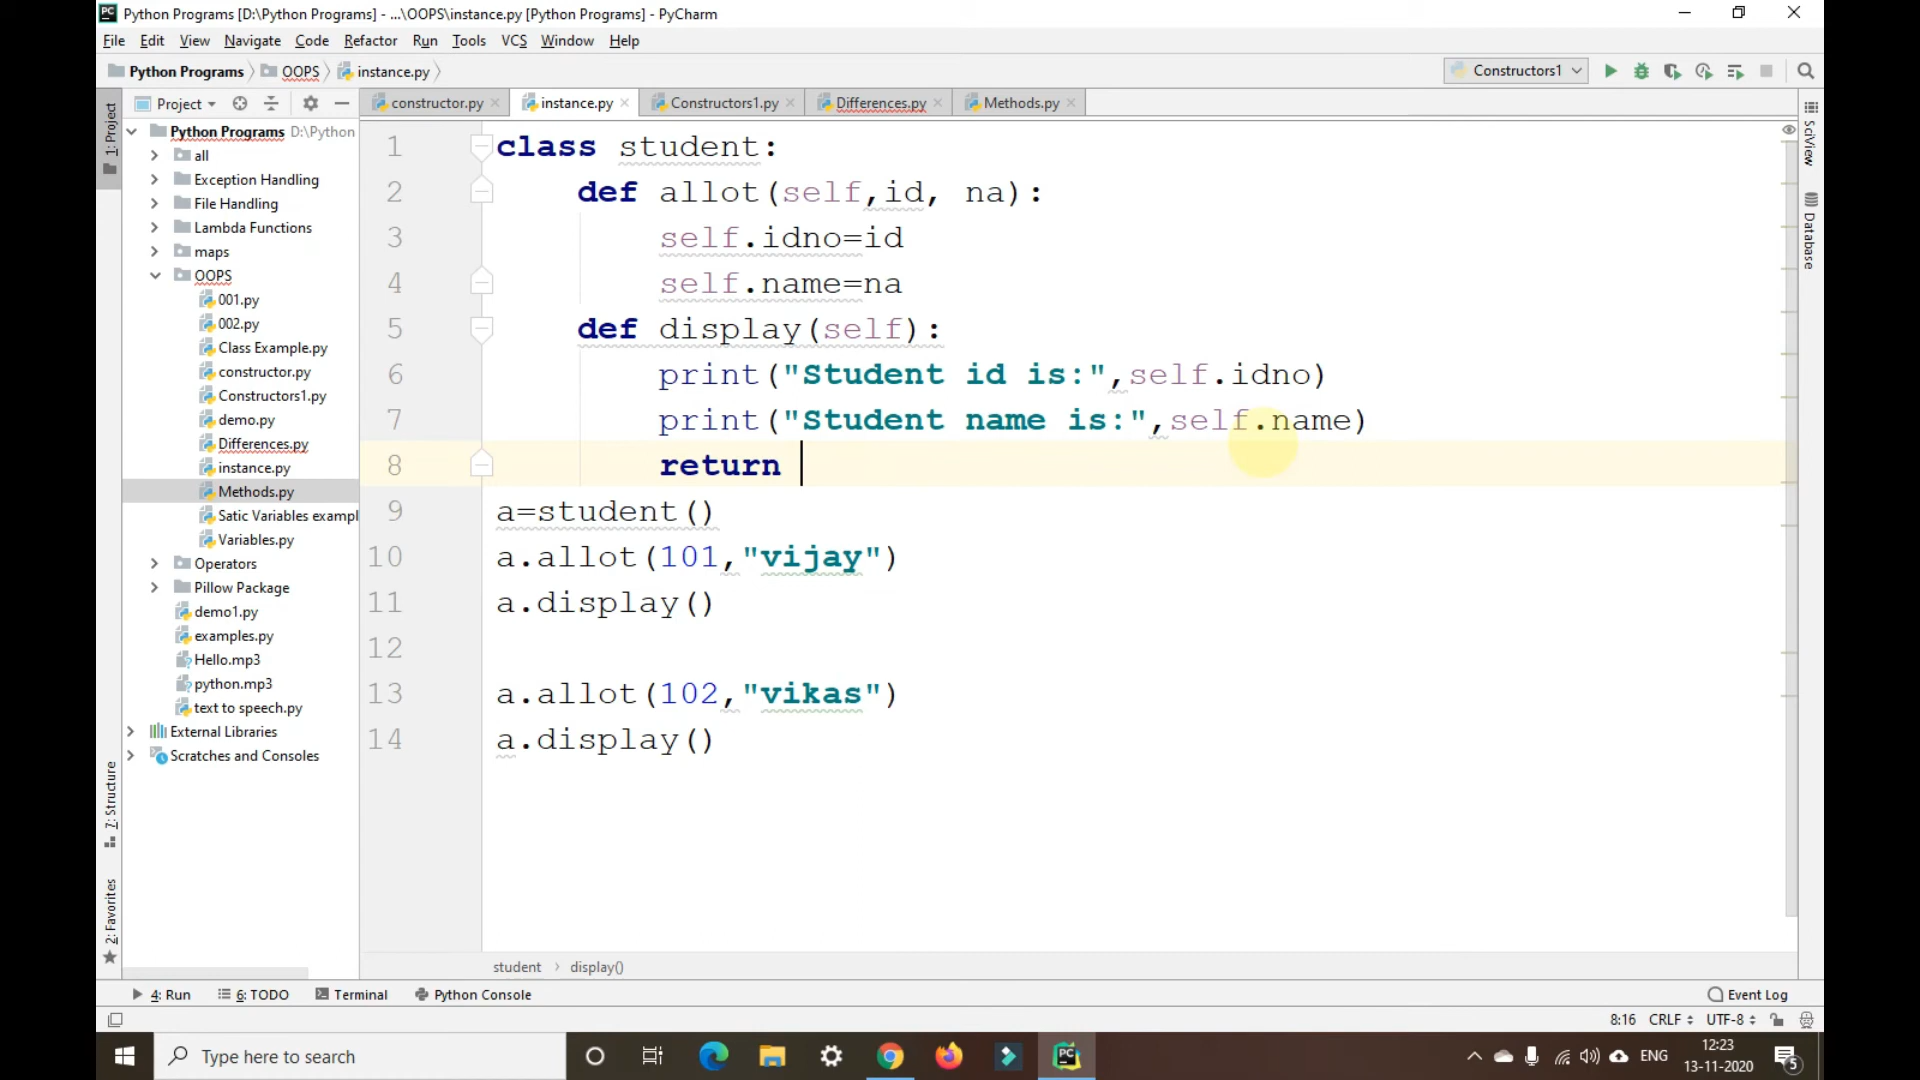 Python Programs [D:\Python Programs] - ...\OOPS\instance.py [Python Programs] - PyCharm
File Edit View Navigate Code Refactor Run Tools VCS Window Help
Python Programs OOPS instance.py Constructors1
Project constructor.py instance.py Constructors1.py Differences.py Methods.py
1: Project
Python Programs D:\Python
all
Exception Handling
File Handling
Lambda Functions
maps
OOPS
001.py
002.py
Class Example.py
constructor.py
Constructors1.py
demo.py
Differences.py
instance.py
Methods.py
Satic Variables exampl
Variables.py
Operators
Pillow Package
demo1.py
examples.py
Hello.mp3
python.mp3
text to speech.py
External Libraries
Scratches and Consoles
7: Structure
2: Favorites
1 class student:
2 def allot(self,id, na):
3 self.idno=id
4 self.name=na
5 def display(self):
6 print("Student id is:",self.idno)
7 print("Student name is:",self.name)
8 return
9 a=student()
10 a.allot(101,"vijay")
11 a.display()
12
13 a.allot(102,"vikas")
14 a.display()
SciView
Database
student display()
4: Run 6: TODO Terminal Python Console Event Log
8:16 CRLF UTF-8
Type here to search
PC
ENG
12:23
13-11-2020
5